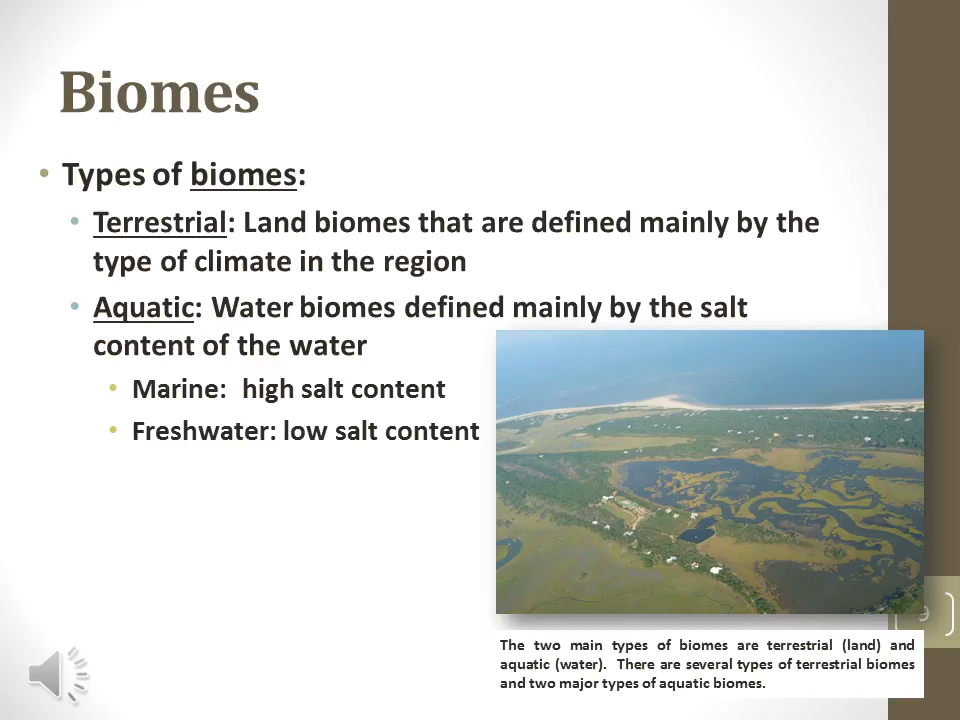 Biomes
• Types of biomes:
• Terrestrial: Land biomes that are defined mainly by the
type of climate in the region
• Aquatic: Water biomes defined mainly by the salt
content of the water
• Marine:  high salt content
• Freshwater: low salt content
9
The two main types of biomes are terrestrial (land) and
aquatic (water).  There are several types of terrestrial biomes
and two major types of aquatic biomes.